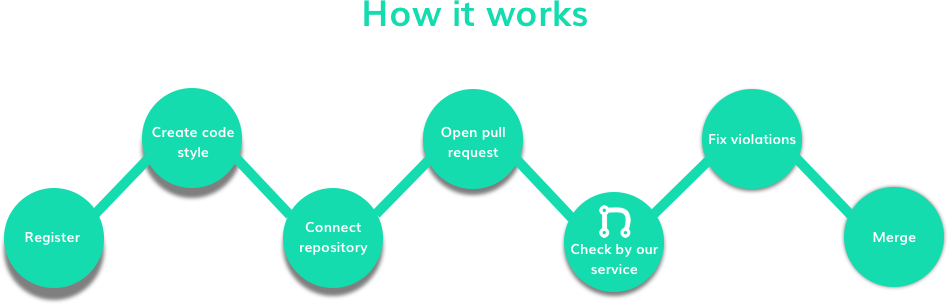 How it works
Register
Create code
style
Connect
repository
Open pull
request
Check by our
service
Fix violations
Merge